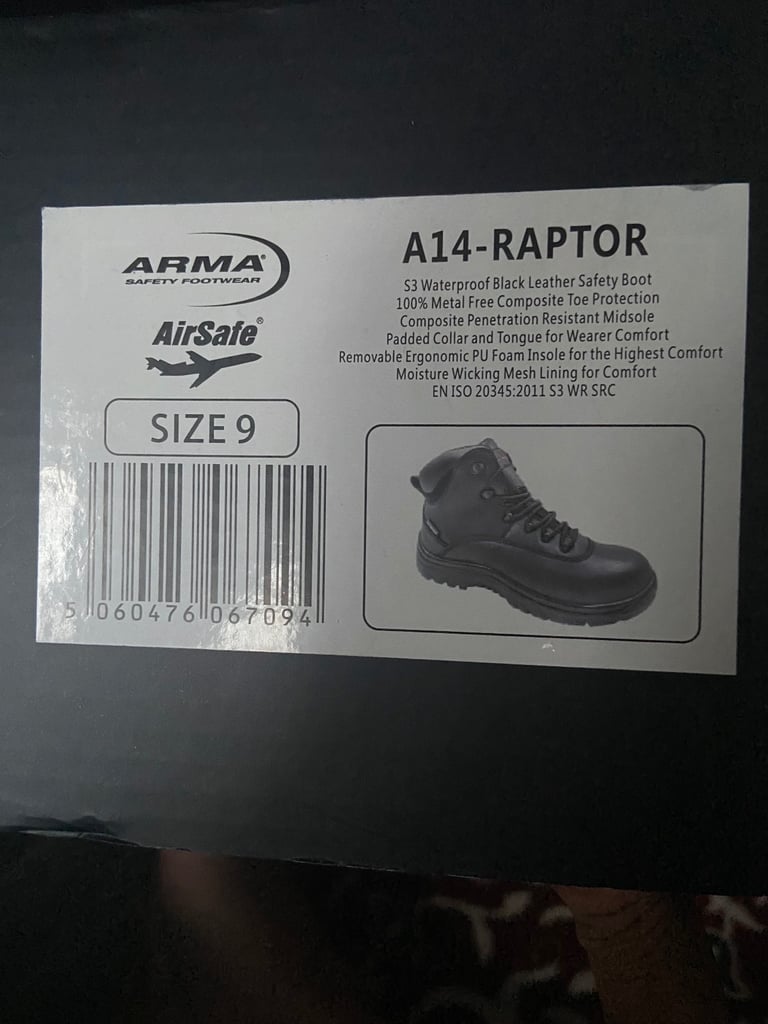 ARMA®
SAFETY FOOTWEAR
AirSafe®
SIZE 9
5 060476 067094
A14-RAPTOR
S3 Waterproof Black Leather Safety Boot
100% Metal Free Composite Toe Protection
Composite Penetration Resistant Midsole
Padded Collar and Tongue for Wearer Comfort
Removable Ergonomic PU Foam Insole for the Highest Comfort
Moisture Wicking Mesh Lining for Comfort
EN ISO 20345:2011 S3 WR SRC